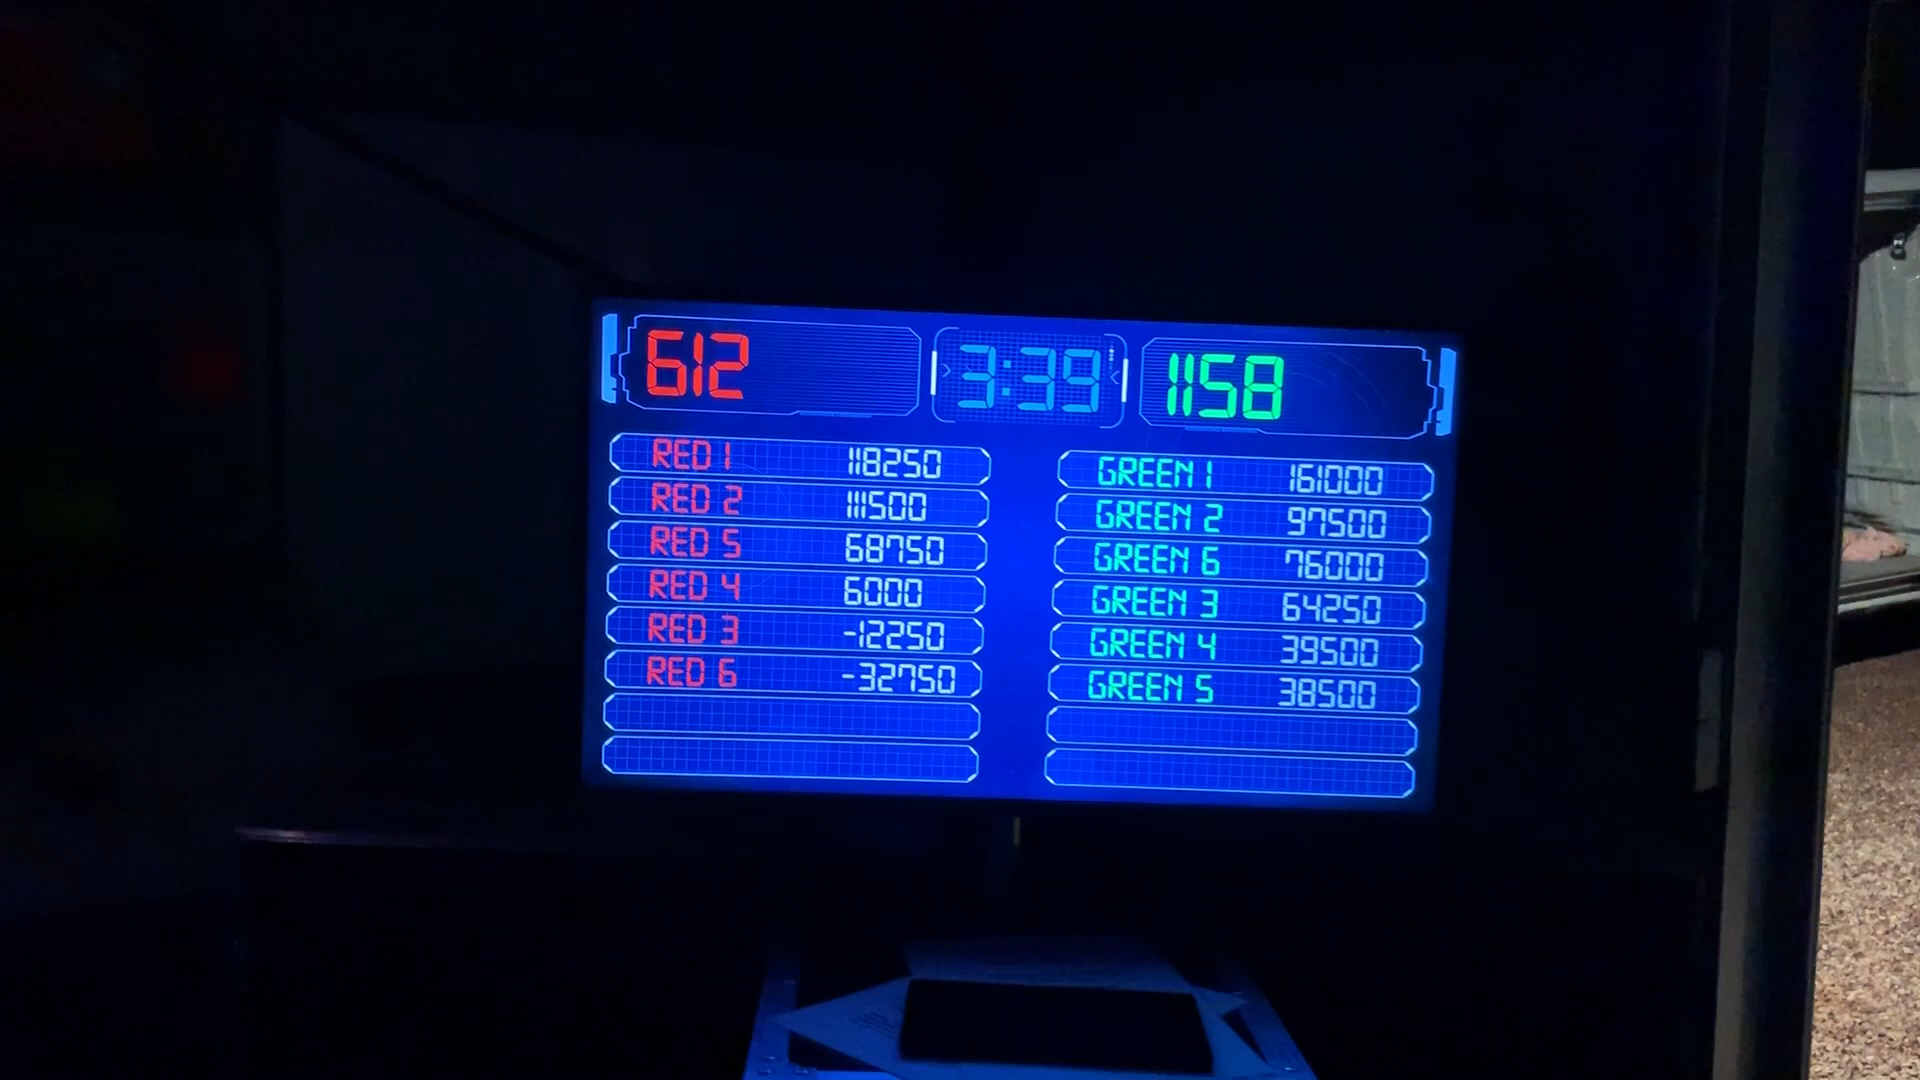 612 3:39 1158
RED 1 118250
RED 2 111500
RED 5 68750
RED 4 6000
RED 3 -12250
RED 6 -32750
GREEN 1 161000
GREEN 2 97500
GREEN 6 76000
GREEN 3 64250
GREEN 4 39500
GREEN 5 38500